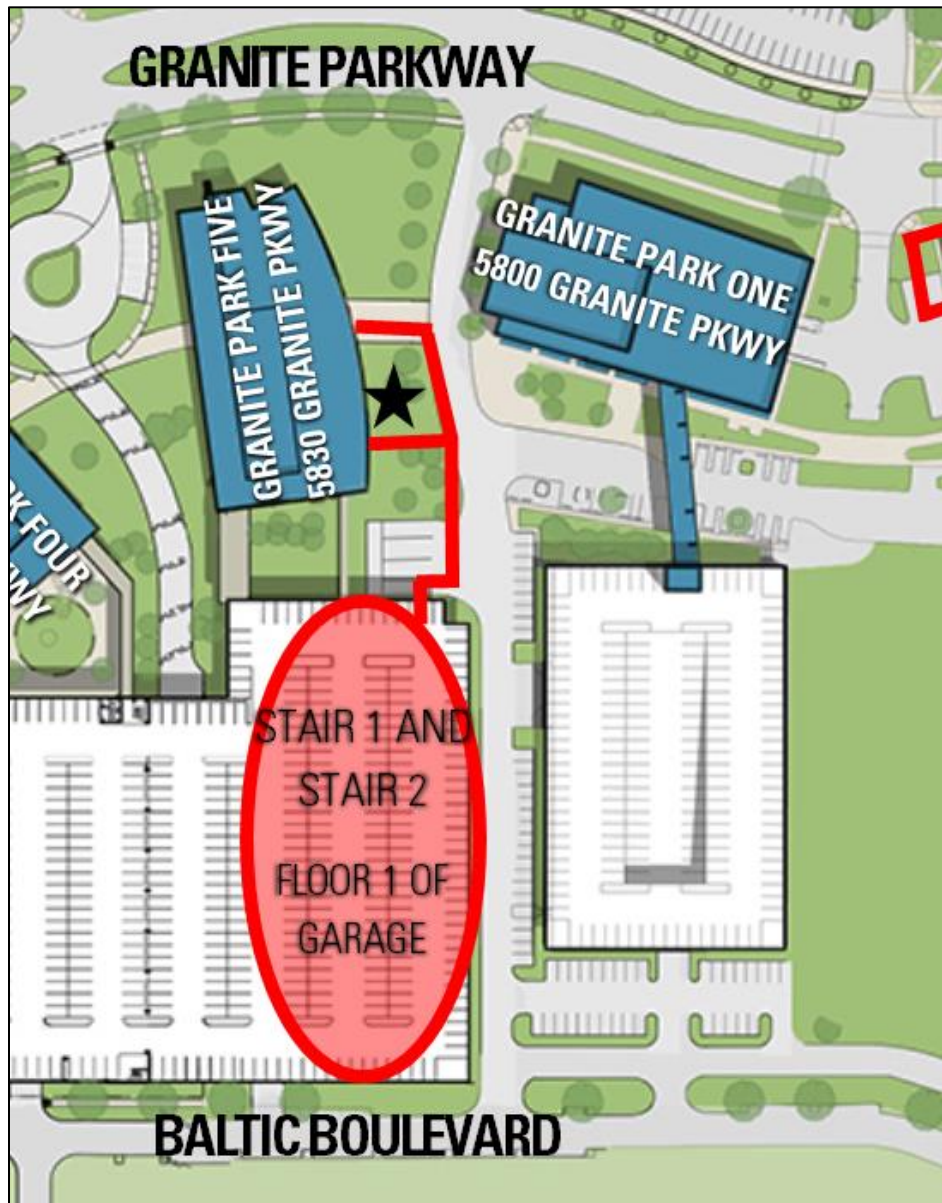 GRANITE PARKWAY
GRANITE PARK FIVE
5830 GRANITE PKWY
GRANITE PARK ONE
5800 GRANITE PKWY
FOUR
STAIR 1 AND
STAIR 2
FLOOR 1 OF
GARAGE
BALTIC BOULEVARD